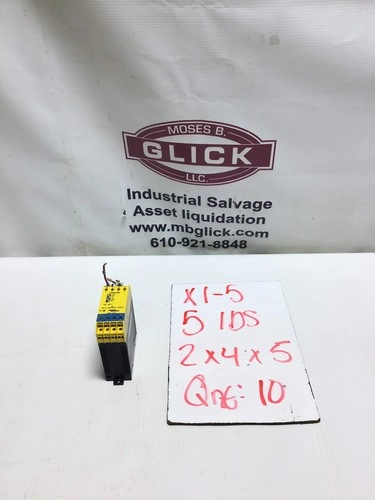 MOSES B.
GLICK
LLC.
Industrial Salvage
Asset liquidation
www.mbglick.com
610-921-8848
X1-5
5 lbs
2x4x5
Qnt: 10